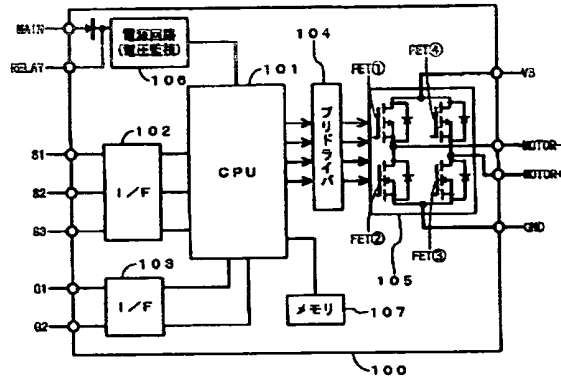 MAIN
RELAY
電源回路
(電圧監視)
106
101
104
FET①
FET④
VB
102
S1
S2
S3
I/F
CPU
プリドライバ
MOTOR-
MOTOR+
FET②
FET③
GND
105
103
G1
G2
I/F
メモリ
107
100